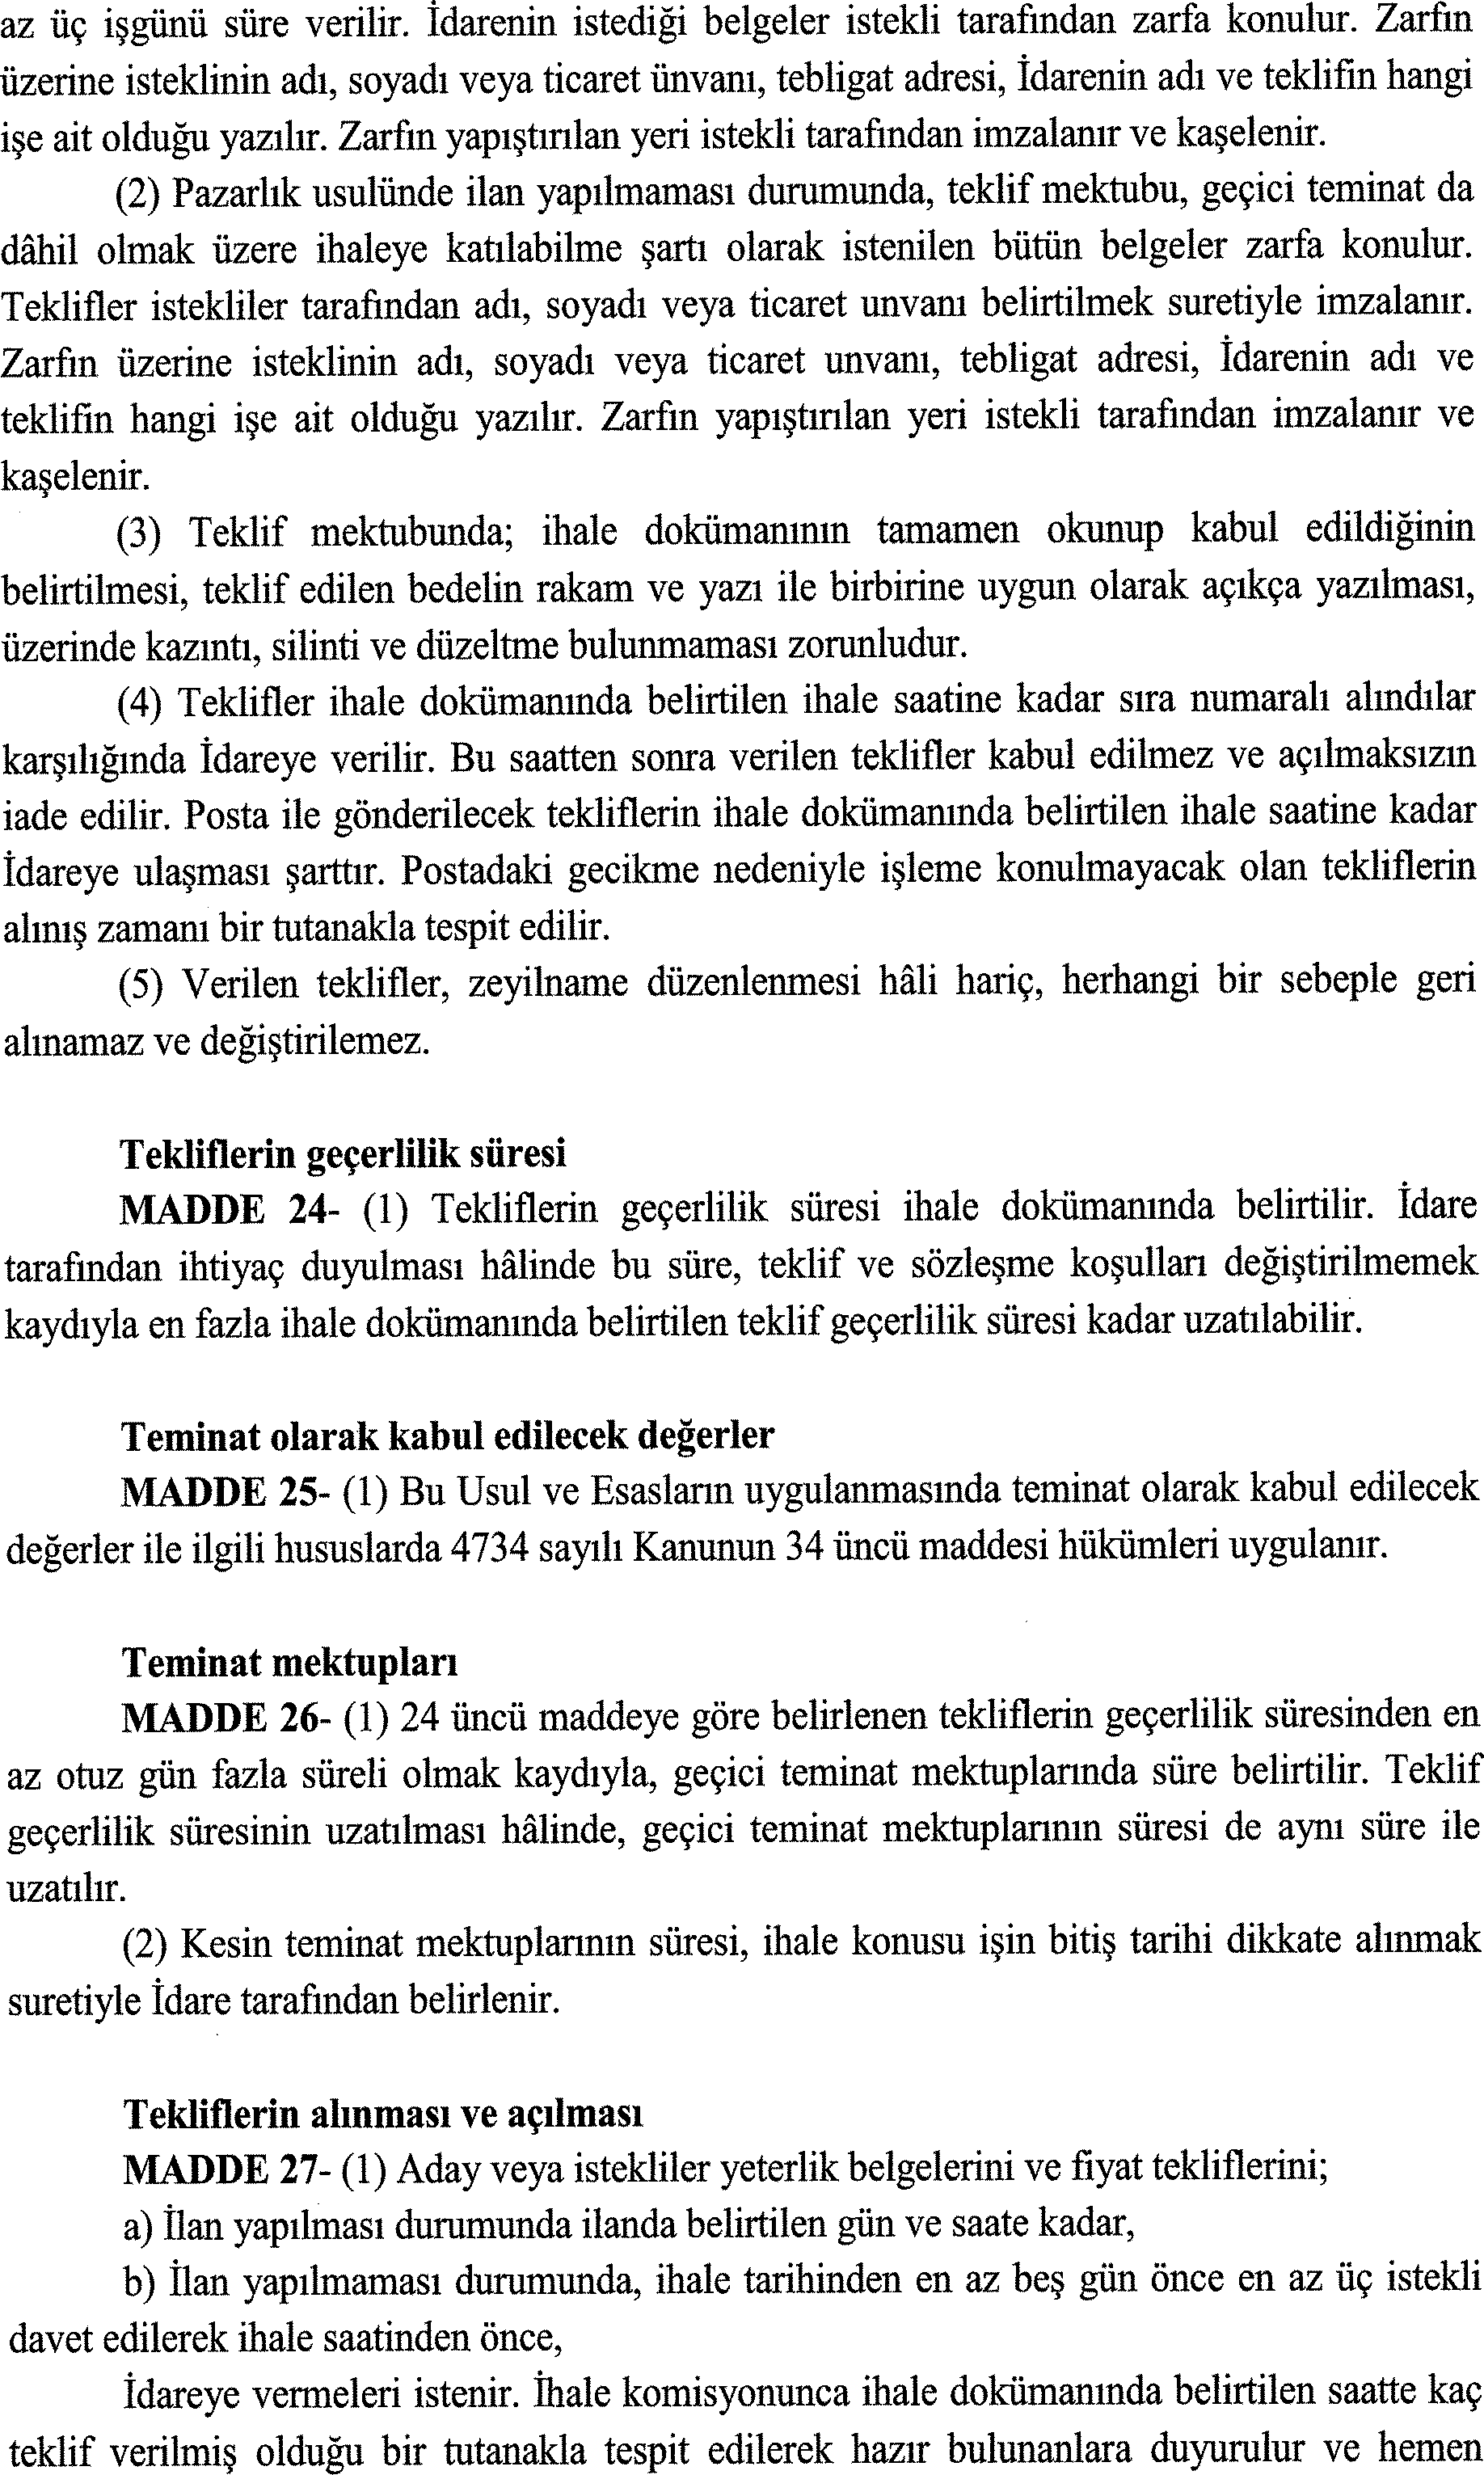 az üç işgünü süre verilir. İdarenin istediği belgeler istekli tarafından zarfa konulur. Zarfın
üzerine isteklinin adı, soyadı veya ticaret ünvanı, tebligat adresi, İdarenin adı ve teklifin hangi
işe ait olduğu yazılır. Zarfın yapıştırılan yeri istekli tarafından imzalanır ve kaşelenir.
(2) Pazarlık usulünde ilan yapılmaması durumunda, teklif mektubu, geçici teminat da
dâhil olmak üzere ihaleye katılabilme şartı olarak istenilen bütün belgeler zarfa konulur.
Teklifler istekliler tarafından adı, soyadı veya ticaret unvanı belirtilmek suretiyle imzalanır.
Zarfın üzerine isteklinin adı, soyadı veya ticaret unvanı, tebligat adresi, İdarenin adı ve
teklifin hangi işe ait olduğu yazılır. Zarfın yapıştırılan yeri istekli tarafından imzalanır ve
kaşelenir.
(3) Teklif mektubunda; ihale dokümanının tamamen okunup kabul edildiğinin
belirtilmesi, teklif edilen bedelin rakam ve yazı ile birbirine uygun olarak açıkça yazılması,
üzerinde kazıntı, silinti ve düzeltme bulunmaması zorunludur.
(4) Teklifler ihale dokümanında belirtilen ihale saatine kadar sıra numaralı alındılar
karşılığında İdareye verilir. Bu saatten sonra verilen teklifler kabul edilmez ve açılmaksızın
iade edilir. Posta ile gönderilecek tekliflerin ihale dokümanında belirtilen ihale saatine kadar
İdareye ulaşması şarttır. Postadaki gecikme nedeniyle işleme konulmayacak olan tekliflerin
alınış zamanı bir tutanakla tespit edilir.
(5) Verilen teklifler, zeyilname düzenlenmesi hâli hariç, herhangi bir sebeple geri
alınamaz ve değiştirilemez.
Tekliflerin geçerlilik süresi
MADDE 24- (1) Tekliflerin geçerlilik süresi ihale dokümanında belirtilir. İdare
tarafından ihtiyaç duyulması hâlinde bu süre, teklif ve sözleşme koşulları değiştirilmemek
kaydıyla en fazla ihale dokümanında belirtilen teklif geçerlilik süresi kadar uzatılabilir.
Teminat olarak kabul edilecek değerler
MADDE 25- (1) Bu Usul ve Esasların uygulanmasında teminat olarak kabul edilecek
değerler ile ilgili hususlarda 4734 sayılı Kanunun 34 üncü maddesi hükümleri uygulanır.
Teminat mektupları
MADDE 26- (1) 24 üncü maddeye göre belirlenen tekliflerin geçerlilik süresinden en
az otuz gün fazla süreli olmak kaydıyla, geçici teminat mektuplarında süre belirtilir. Teklif
geçerlilik süresinin uzatılması hâlinde, geçici teminat mektuplarının süresi de aynı süre ile
uzatılır.
(2) Kesin teminat mektuplarının süresi, ihale konusu işin bitiş tarihi dikkate alınmak
suretiyle İdare tarafından belirlenir.
Tekliflerin alınması ve açılması
MADDE 27- (1) Aday veya istekliler yeterlik belgelerini ve fiyat tekliflerini;
a) İlan yapılması durumunda ilanda belirtilen gün ve saate kadar,
b) İlan yapılmaması durumunda, ihale tarihinden en az beş gün önce en az üç istekli
davet edilerek ihale saatinden önce,
İdareye vermeleri istenir. İhale komisyonunca ihale dokümanında belirtilen saatte kaç
teklif verilmiş olduğu bir tutanakla tespit edilerek hazır bulunanlara duyurulur ve hemen